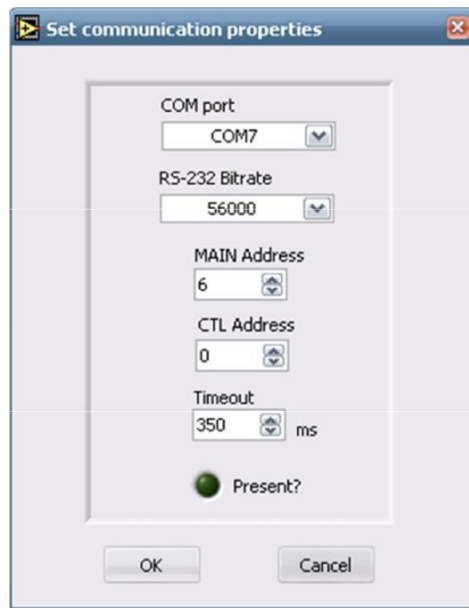 Set communication properties
COM port
COM7
RS-232 Bitrate
56000
MAIN Address
6
CTL Address
0
Timeout
350 ms
Present?
OK Cancel